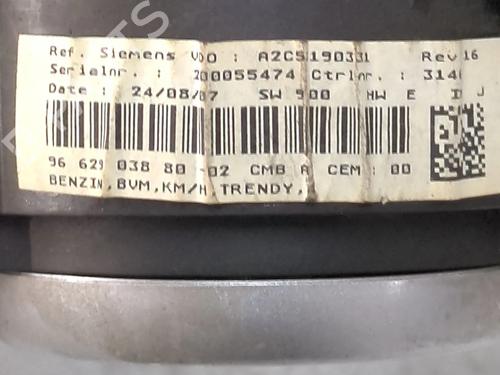 Ref. Siemens VDO : A2C5190331 Rev 16
Serialnr. : 200055474 Ctrlnr. : 3140
Date : 24/08/07 SW 900 HW E D J
96 629 038 80-02 CMB A CEM : 00
BENZIN,BVM,KM/H,TRENDY,